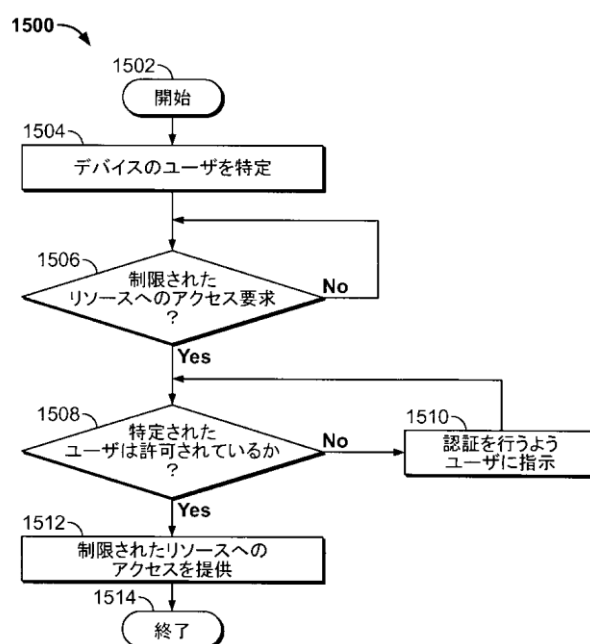 1500
1502
開始
1504
デバイスのユーザを特定
1506
制限された
リソースへのアクセス要求
?
No
Yes
1508
特定された
ユーザは許可されているか
?
No
1510
認証を行うよう
ユーザに指示
Yes
1512
制限されたリソースへの
アクセスを提供
1514
終了